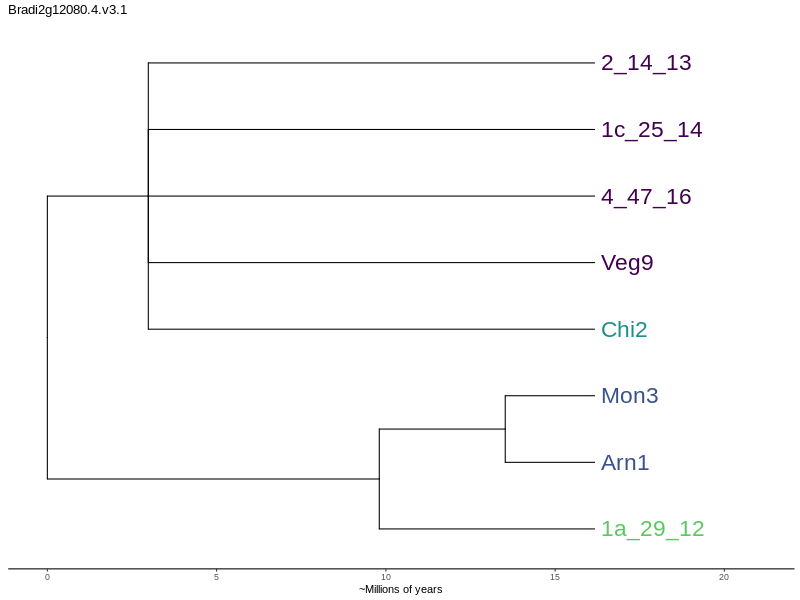 Bradi2g12080.4.v3.1
2_14_13
1c_25_14
4_47_16
Veg9
Chi2
Mon3
Arn1
1a_29_12
0 5 10 15 20
~Millions of years